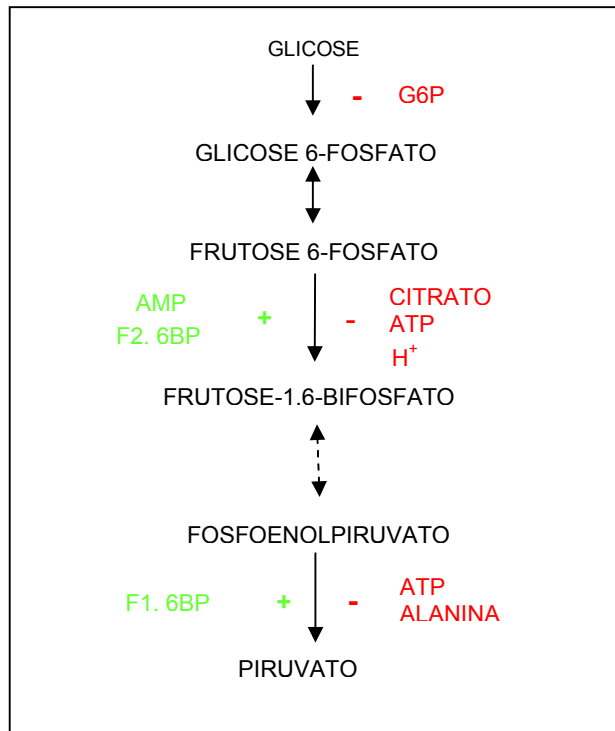 GLICOSE
- G6P
GLICOSE 6-FOSFATO
FRUTOSE 6-FOSFATO
AMP
F2. 6BP
+
-
CITRATO
ATP
H⁺
FRUTOSE-1.6-BIFOSFATO
FOSFOENOLPIRUVATO
F1. 6BP + -
ATP
ALANINA
PIRUVATO